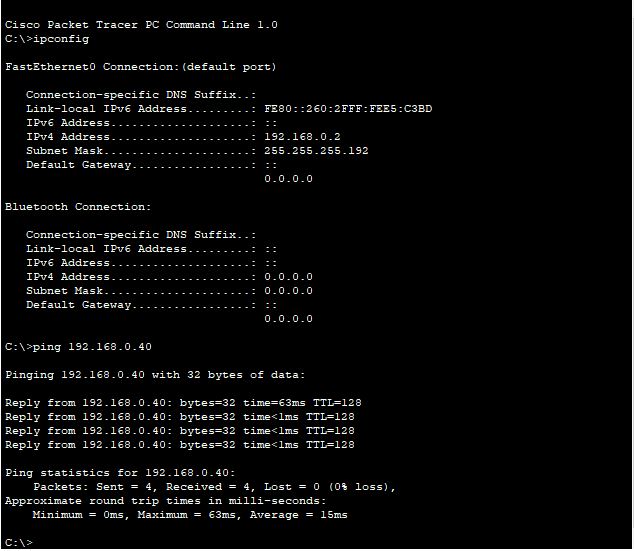 Cisco Packet Tracer PC Command Line 1.0
C:\>ipconfig
FastEthernet0 Connection:(default port)
Connection-specific DNS Suffix..:
Link-local IPv6 Address.........: FE80::260:2FFF:FEE5:C3BD
IPv6 Address....................: ::
IPv4 Address....................: 192.168.0.2
Subnet Mask.....................: 255.255.255.192
Default Gateway.................: ::
0.0.0.0
Bluetooth Connection:
Connection-specific DNS Suffix..:
Link-local IPv6 Address.........: ::
IPv6 Address....................: ::
IPv4 Address....................: 0.0.0.0
Subnet Mask.....................: 0.0.0.0
Default Gateway.................: ::
0.0.0.0
C:\>ping 192.168.0.40
Pinging 192.168.0.40 with 32 bytes of data:
Reply from 192.168.0.40: bytes=32 time=63ms TTL=128
Reply from 192.168.0.40: bytes=32 time<1ms TTL=128
Reply from 192.168.0.40: bytes=32 time<1ms TTL=128
Reply from 192.168.0.40: bytes=32 time<1ms TTL=128
Ping statistics for 192.168.0.40:
Packets: Sent = 4, Received = 4, Lost = 0 (0% loss),
Approximate round trip times in milli-seconds:
Minimum = 0ms, Maximum = 63ms, Average = 15ms
C:\>